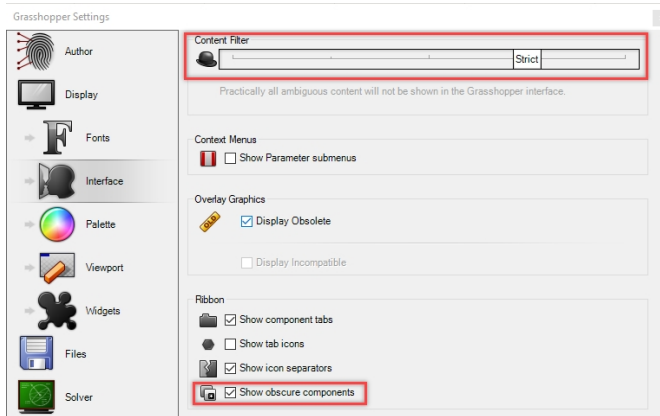 Grasshopper Settings
Author
Display
Fonts
Interface
Palette
Viewport
Widgets
Files
Solver
Content Filter
Strict
Practically all ambiguous content will not be shown in the Grasshopper interface.
Context Menus
Show Parameter submenus
Overlay Graphics
OLD
Display Obsolete
Display Incompatible
Ribbon
Show component tabs
Show tab icons
Show icon separators
Show obscure components